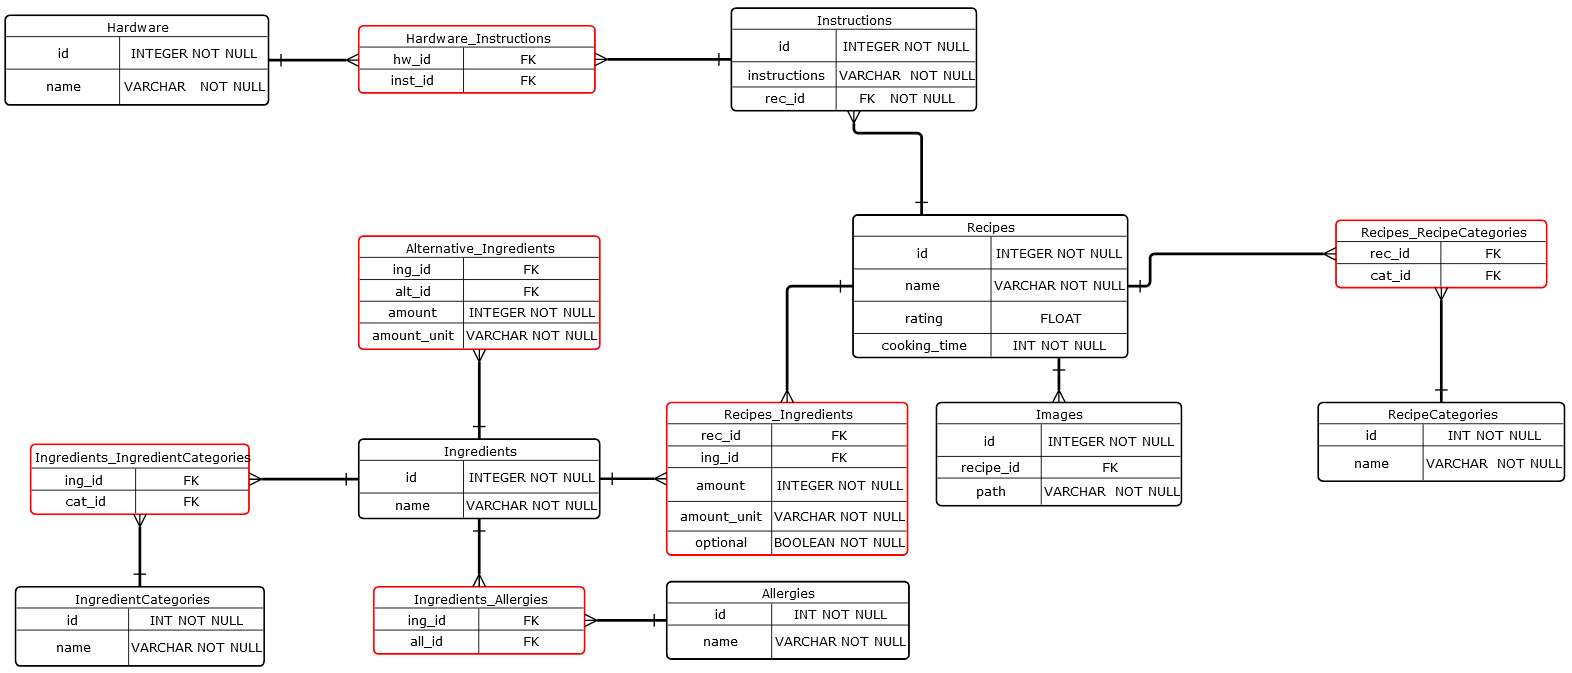 Hardware
id INTEGER NOT NULL
name VARCHAR NOT NULL
Hardware_Instructions
hw_id FK
inst_id FK
Instructions
id INTEGER NOT NULL
instructions VARCHAR NOT NULL
rec_id FK NOT NULL
Alternative_Ingredients
ing_id FK
alt_id FK
amount INTEGER NOT NULL
amount_unit VARCHAR NOT NULL
Recipes
id INTEGER NOT NULL
name VARCHAR NOT NULL
rating FLOAT
cooking_time INT NOT NULL
Recipes_RecipeCategories
rec_id FK
cat_id FK
Ingredients_IngredientCategories
ing_id FK
cat_id FK
Ingredients
id INTEGER NOT NULL
name VARCHAR NOT NULL
Recipes_Ingredients
rec_id FK
ing_id FK
amount INTEGER NOT NULL
amount_unit VARCHAR NOT NULL
optional BOOLEAN NOT NULL
Images
id INTEGER NOT NULL
recipe_id FK
path VARCHAR NOT NULL
RecipeCategories
id INT NOT NULL
name VARCHAR NOT NULL
IngredientCategories
id INT NOT NULL
name VARCHAR NOT NULL
Ingredients_Allergies
ing_id FK
all_id FK
Allergies
id INT NOT NULL
name VARCHAR NOT NULL